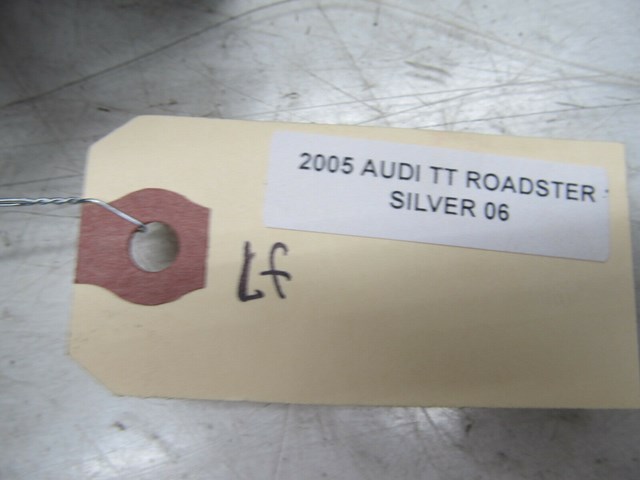 2005 AUDI TT ROADSTER
SILVER 06
Lf